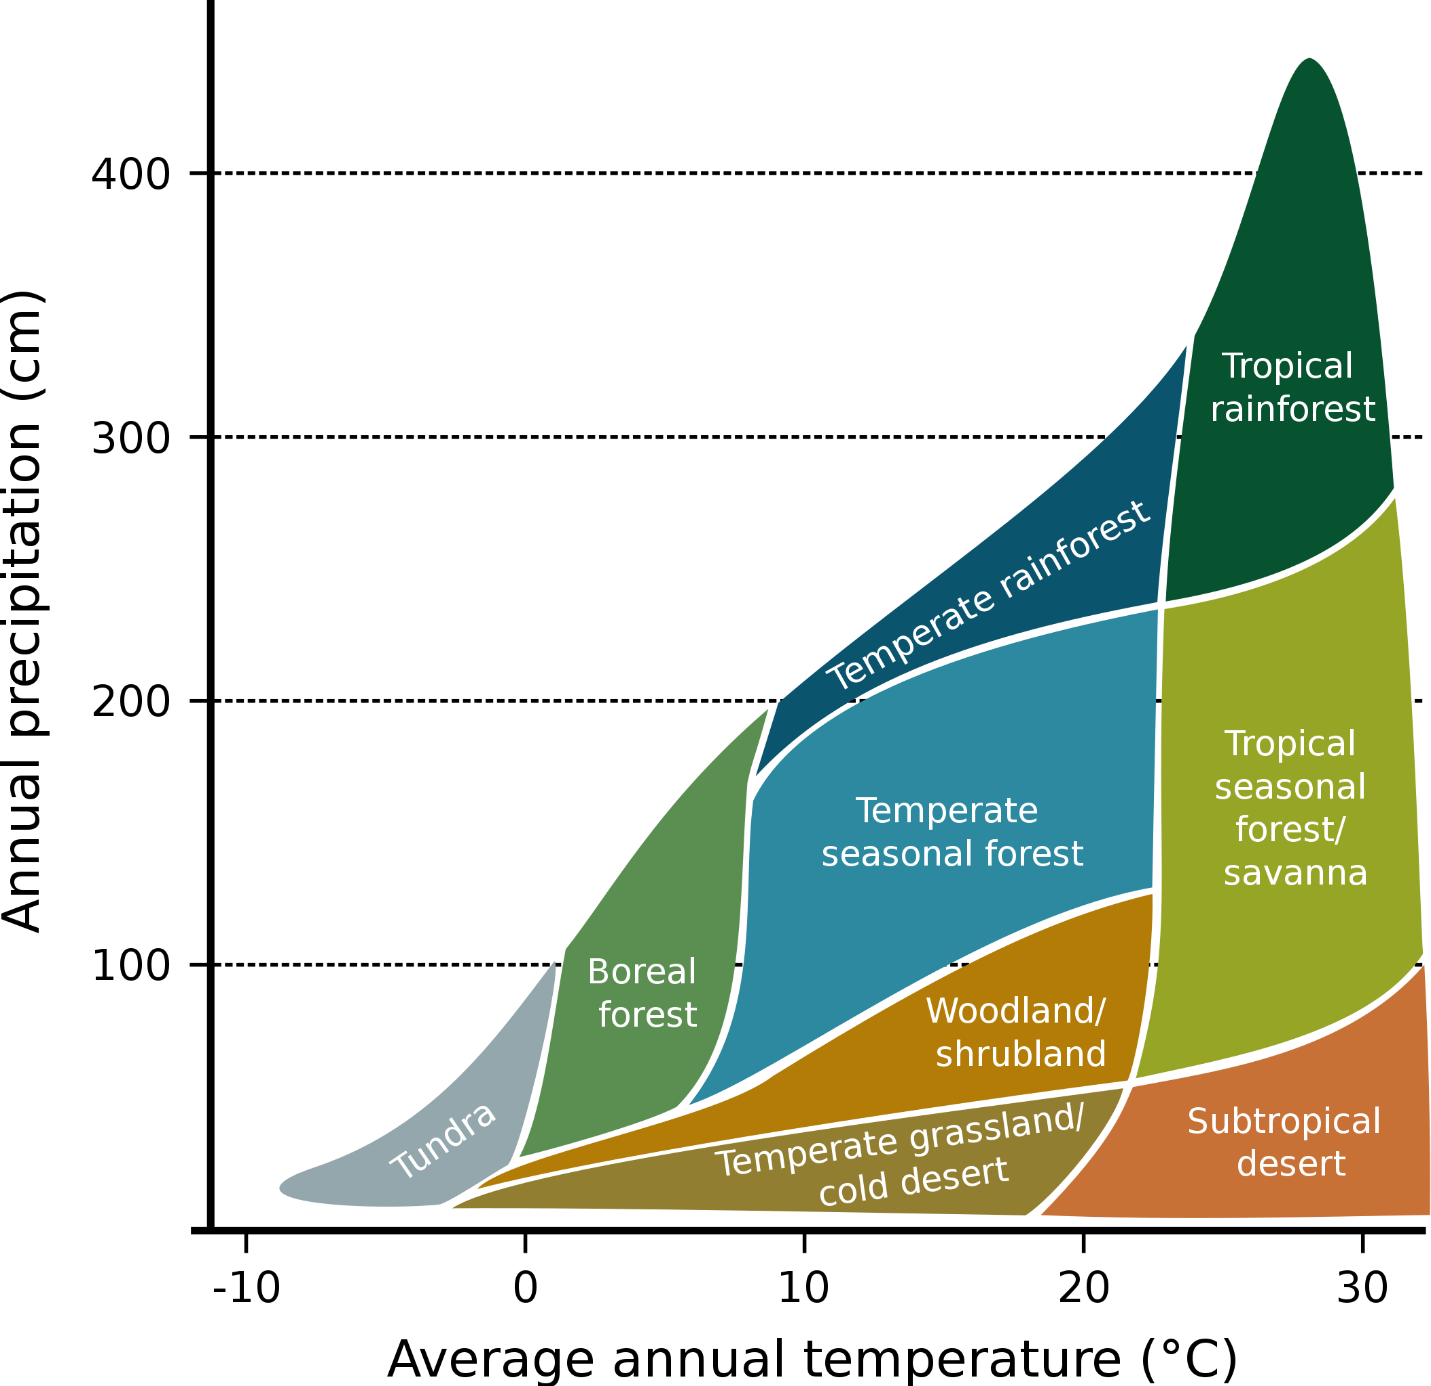 Annual precipitation (cm)
400
300
200
100
Tropical
rainforest
Temperate rainforest
Tropical
seasonal
forest/
savanna
Temperate
seasonal forest
Boreal
forest
Woodland/
shrubland
Tundra
Temperate grassland/
cold desert
Subtropical
desert
-10
0
10
20
30
Average annual temperature (°C)